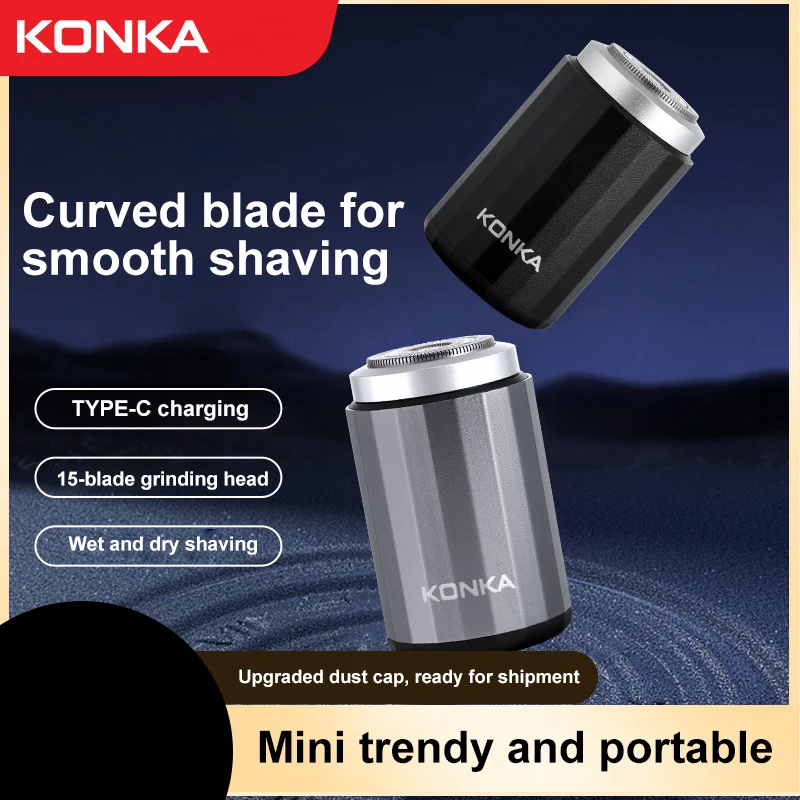 KONKA
Curved blade for
smooth shaving
KONKA
TYPE-C charging
15-blade grinding head
Wet and dry shaving
KONKA
Upgraded dust cap, ready for shipment
Mini trendy and portable